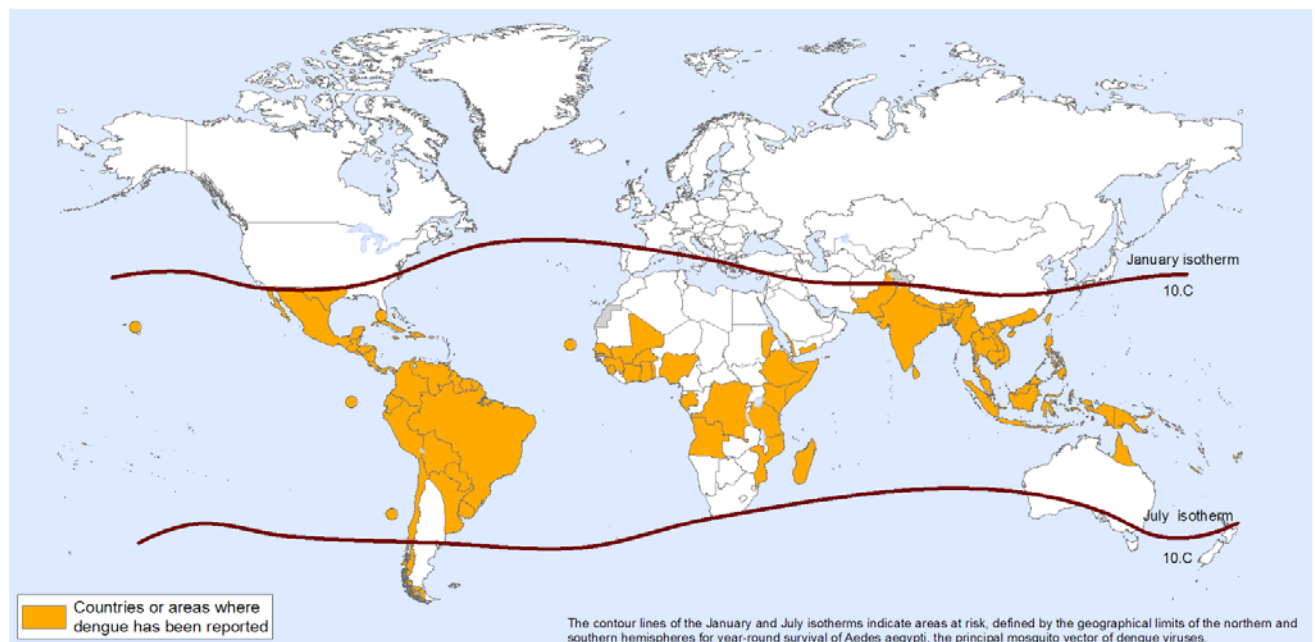 January isotherm
10.C
July isotherm
10.C
Countries or areas where
dengue has been reported
The contour lines of the January and July isotherms indicate areas at risk, defined by the geographical limits of the northern and
southern hemispheres for year-round survival of Aedes aegypti, the principal mosquito vector of dengue viruses.